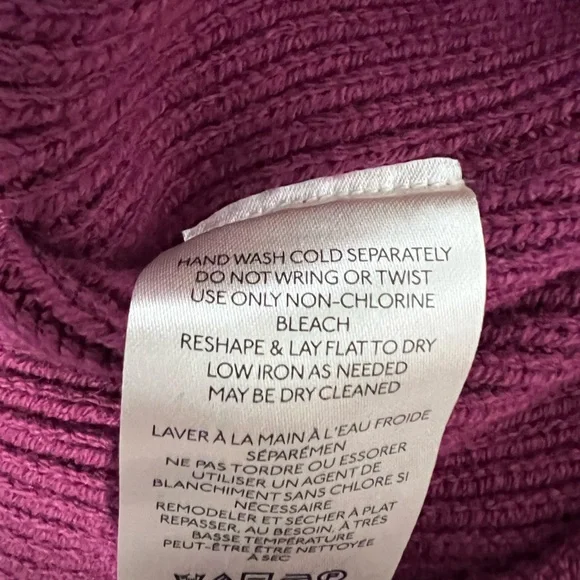 HAND WASH COLD SEPARATELY
DO NOT WRING OR TWIST
USE ONLY NON-CHLORINE
BLEACH
RESHAPE & LAY FLAT TO DRY
LOW IRON AS NEEDED
MAY BE DRY CLEANED
LAVER À LA MAIN À L'EAU FROIDE
SÉPARÉMEN
NE PAS TORDRE OU ESSORER
UTILISER UN AGENT DE
BLANCHIMENT SANS CHLORE SI
NÉCESSAIRE
REMODELER ET SÉCHER À PLAT
REPASSER, AU BESOIN, À TRÉS
BASSE TEMPÉRATURE
PEUT-ÊTRE ÊTRE NETTOYÉE
À SEC